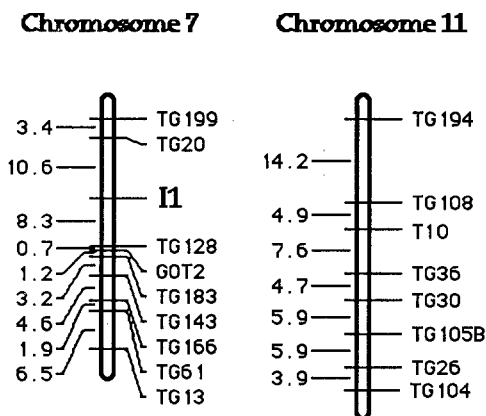 Chromosome 7 Chromosome 11
TG199
TG194
3.4
TG20
14.2
10.6
I1
TG108
4.9
8.3
T10
TG128
0.7
7.6
GOT2
1.2
TG36
TG183
4.7
3.2
TG30
TG143
5.9
4.6
TG105B
TG166
1.9
5.9
TG61
TG26
6.5
3.9
TG13
TG104